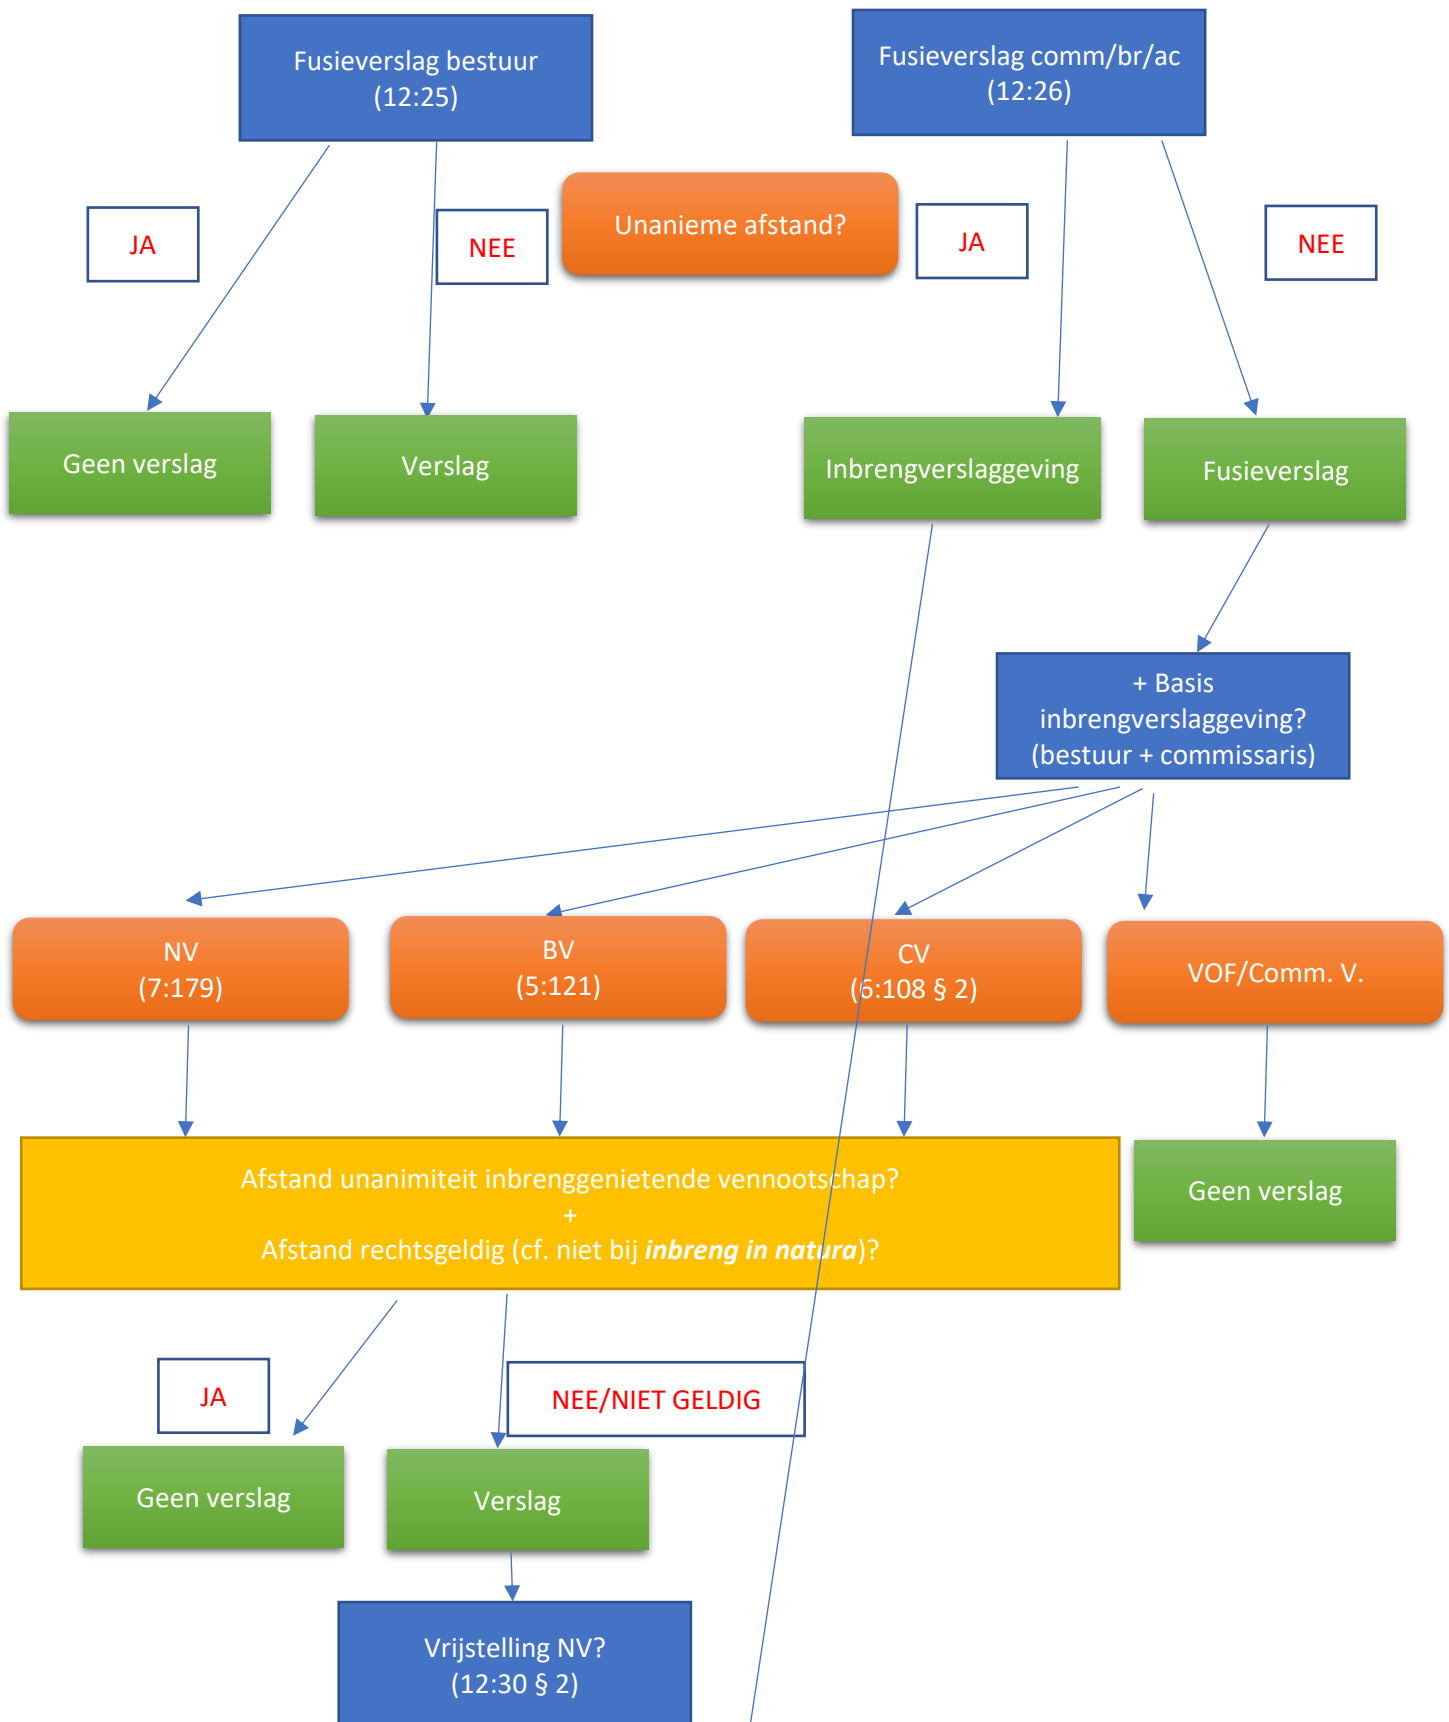 Fusieverslag bestuur
(12:25)
Fusieverslag comm/br/ac
(12:26)
Unanieme afstand?
JA
NEE
JA
NEE
Geen verslag
Verslag
Inbrengverslaggeving
Fusieverslag
+ Basis
inbrengverslaggeving?
(bestuur + commissaris)
NV
(7:179)
BV
(5:121)
CV
(6:108 § 2)
VOF/Comm. V.
Afstand unanimiteit inbrenggenietende vennootschap?
+
Afstand rechtsgeldig (cf. niet bij inbreng in natura)?
Geen verslag
JA
NEE/NIET GELDIG
Geen verslag
Verslag
Vrijstelling NV?
(12:30 § 2)